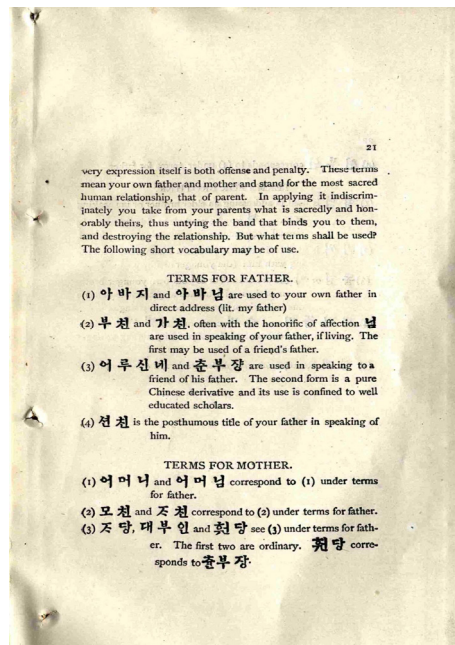 21
very expression itself is both offense and penalty. These terms
mean your own father and mother and stand for the most sacred
human relationship, that of parent. In applying it indiscrim-
inately you take from your parents what is sacredly and hon-
orably theirs, thus untying the band that binds you to them,
and destroying the relationship. But what terms shall be used?
The following short vocabulary may be of use.
TERMS FOR FATHER.
(1) 아바지 and 아바님 are used to your own father in
direct address (lit. my father)
(2) 부친 and 가친, often with the honorific of affection 님
are used in speaking of your father, if living. The
first may be used of a friend's father.
(3) 어루신네 and 츈부쟝 are used in speaking to a
friend of his father. The second form is a pure
Chinese derivative and its use is confined to well
educated scholars.
(4) 션친 is the posthumous title of your father in speaking of
him.
TERMS FOR MOTHER.
(1) 어머니 and 어머님 correspond to (1) under terms
for father.
(2) 모친 and ᄌ친 correspond to (2) under terms for father.
(3) ᄌ당, 대부인 and 훤당 see (3) under terms for fath-
er. The first two are ordinary. 훤당 corre-
sponds to 츈부장.